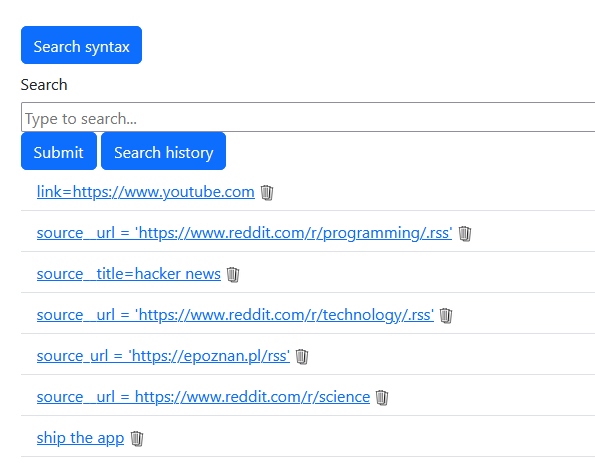 Search syntax
Search
Type to search...
Submit Search history
link=https://www.youtube.com
source__url = 'https://www.reddit.com/r/programming/.rss'
source__title=hacker news
source__url = 'https://www.reddit.com/r/technology/.rss'
source_url = 'https://epoznan.pl/rss'
source__url = https://www.reddit.com/r/science
ship the app